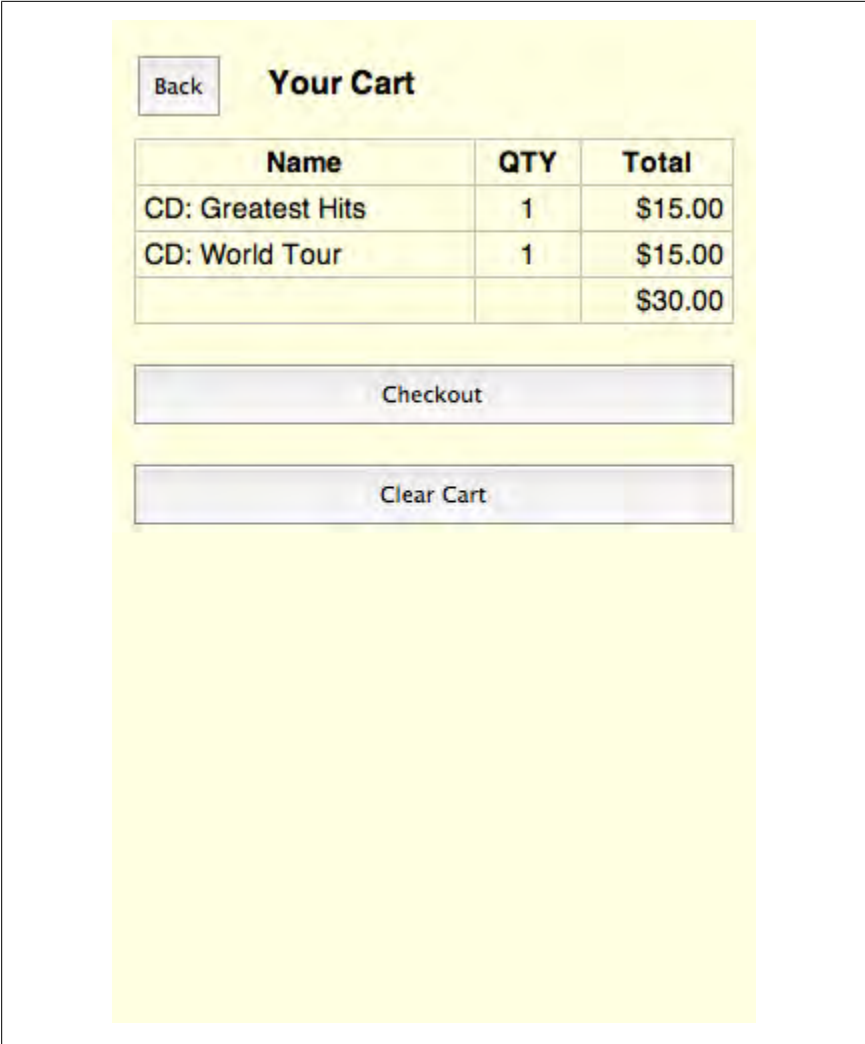 Back Your Cart
Name QTY Total
CD: Greatest Hits 1 $15.00
CD: World Tour 1 $15.00
$30.00
Checkout
Clear Cart